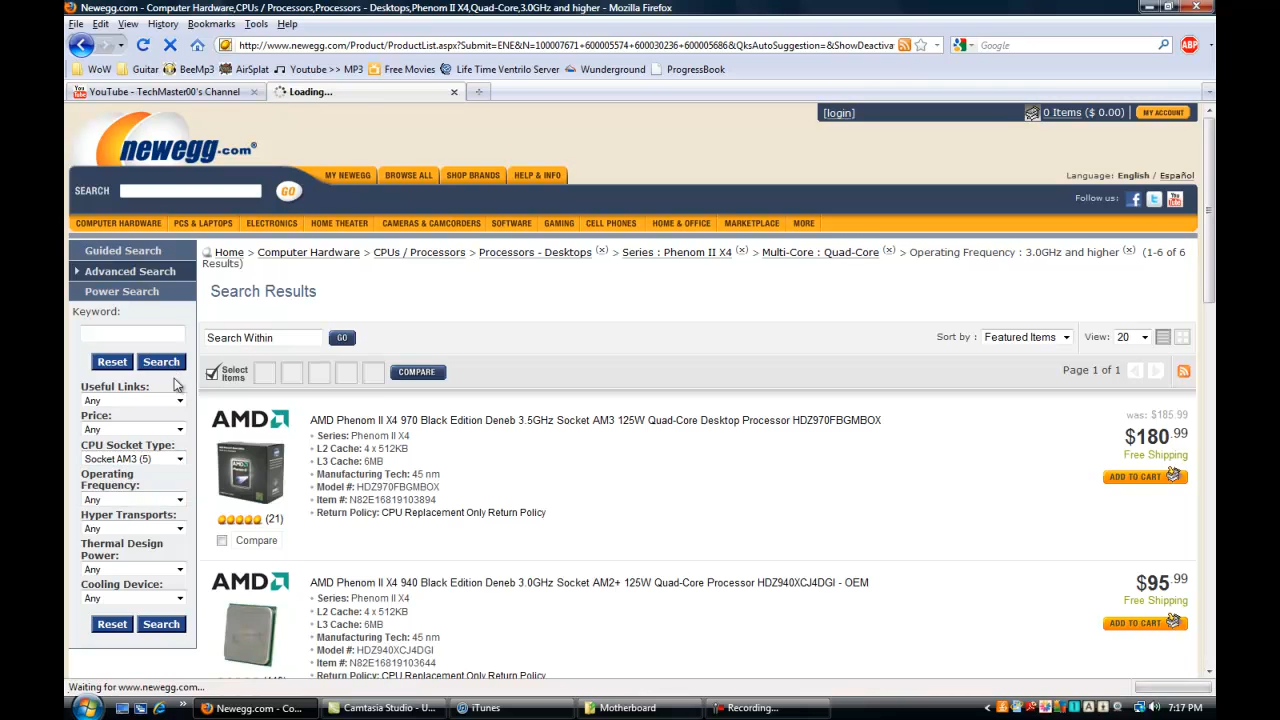 Newegg.com - Computer Hardware,CPUs / Processors,Processors - Desktops,Phenom II X4,Quad-Core,3.0GHz and higher - Mozilla Firefox
File Edit View History Bookmarks Tools Help
http://www.newegg.com/Product/ProductList.aspx?Submit=ENE&N=100007671+600005574+600030236+600005686&QksAutoSuggestion=&ShowDeactiva
Google
ABP
WoW Guitar BeeMp3 AirSplat Youtube >> MP3 Free Movies Life Time Ventrilo Server Wunderground ProgressBook
YouTube - TechMaster00's Channel Loading...
[login] 0 Items ($ 0.00) MY ACCOUNT
newegg.com
MY NEWEGG BROWSE ALL SHOP BRANDS HELP & INFO
Language: English / Español
SEARCH GO
Follow us:
COMPUTER HARDWARE PCS & LAPTOPS ELECTRONICS HOME THEATER CAMERAS & CAMCORDERS SOFTWARE GAMING CELL PHONES HOME & OFFICE MARKETPLACE MORE
Guided Search
Advanced Search
Power Search
Keyword:
Reset Search
Useful Links:
Any
Price:
Any
CPU Socket Type:
Socket AM3 (5)
Operating
Frequency:
Any
Hyper Transports:
Any
Thermal Design
Power:
Any
Cooling Device:
Any
Reset Search
Home > Computer Hardware > CPUs / Processors > Processors - Desktops (x) > Series : Phenom II X4 (x) > Multi-Core : Quad-Core (x) > Operating Frequency : 3.0GHz and higher (x) (1-6 of 6
Results)
Search Results
Search Within GO
Sort by : Featured Items View: 20
Select
Items
COMPARE
Page 1 of 1
AMD
AMD Phenom II X4 970 Black Edition Deneb 3.5GHz Socket AM3 125W Quad-Core Desktop Processor HDZ970FBGMBOX
Series: Phenom II X4
L2 Cache: 4 x 512KB
L3 Cache: 6MB
Manufacturing Tech: 45 nm
Model #: HDZ970FBGMBOX
Item #: N82E16819103894
Return Policy: CPU Replacement Only Return Policy
(21)
Compare
was: $185.99
$180.99
Free Shipping
ADD TO CART
AMD
AMD Phenom II X4 940 Black Edition Deneb 3.0GHz Socket AM2+ 125W Quad-Core Processor HDZ940XCJ4DGI - OEM
Series: Phenom II X4
L2 Cache: 4 x 512KB
L3 Cache: 6MB
Manufacturing Tech: 45 nm
Model #: HDZ940XCJ4DGI
Item #: N82E16819103644
Return Policy: CPU Replacement Only Return Policy
$95.99
Free Shipping
ADD TO CART
Waiting for www.newegg.com...
Newegg.com - Co... Camtasia Studio - U... iTunes Motherboard Recording... 7:17 PM